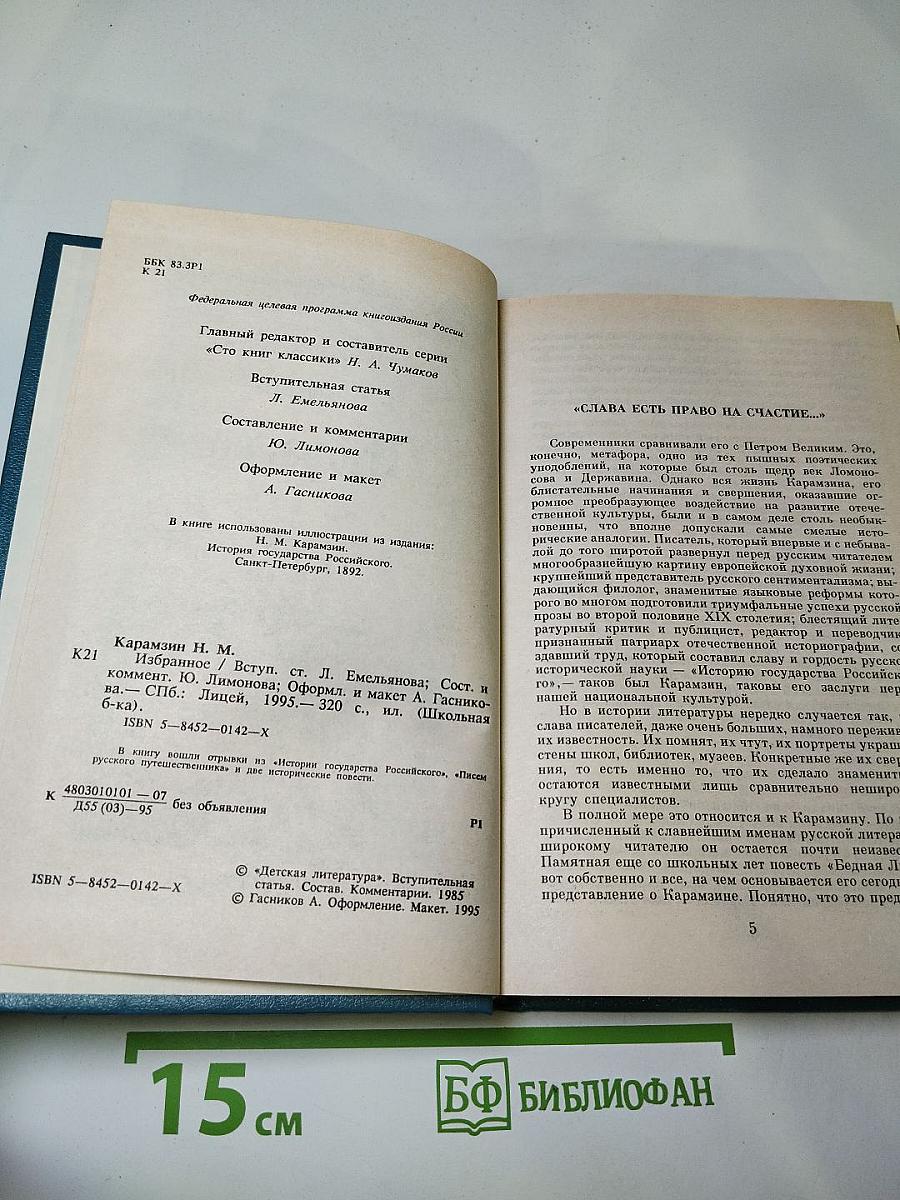 ББК 83.3Р1
К 21
Федеральная целевая программа книгоиздания России
Главный редактор и составитель серии
«Сто книг классики» Н. А. Чумаков
Вступительная статья
Л. Емельянова
Составление и комментарии
Ю. Лимонова
Оформление и макет
А. Гасникова
В книге использованы иллюстрации из издания:
Н. М. Карамзин.
История государства Российского.
Санкт-Петербург, 1892.
Карамзин Н. М.
К21 Избранное / Вступ. ст. Л. Емельянова; Сост. и
коммент. Ю. Лимонова; Оформл. и макет А. Гаснико-
ва.— СПб.: Лицей, 1995.— 320 с., ил. (Школьная
б-ка).
ISBN 5—8452—0142—X
В книгу вошли отрывки из «Истории государства Российского», «Писем
русского путешественника» и две исторические повести.
К 4803010101 — 07
Д55 (03)—95 без объявления
Р1
ISBN 5—8452—0142—X
© «Детская литература». Вступительная
статья. Состав. Комментарии. 1985
© Гасников А. Оформление. Макет. 1995
«СЛАВА ЕСТЬ ПРАВО НА СЧАСТИЕ...»
Современники сравнивали его с Петром Великим. Это,
конечно, метафора, одно из тех пышных поэтических
уподоблений, на которые был столь щедр век Ломоно-
сова и Державина. Однако вся жизнь Карамзина, его
блистательные начинания и свершения, оказавшие ог-
ромное преобразующее воздействие на развитие отече-
ственной культуры, были и в самом деле столь необык-
новенны, что вполне допускали самые смелые исто-
рические аналогии. Писатель, который впервые и с небыва-
лой до того широтой развернул перед русским читателем
многообразнейшую картину европейской духовной жизни;
крупнейший представитель русского сентиментализма; вы-
дающийся филолог, знаменитые языковые реформы кото-
рого во многом подготовили триумфальные успехи русской
прозы во второй половине XIX столетия; блестящий лите-
ратурный критик и публицист, редактор и переводчик
признанный патриарх отечественной историографии, со
здавший труд, который составил славу и гордость русско
исторической науки — «Историю государства Российск
го»,— таков был Карамзин, таковы его заслуги пер
нашей национальной культурой.
Но в истории литературы нередко случается так,
слава писателей, даже очень больших, намного пережив
их известность. Их помнят, их чтут, их портреты украш
стены школ, библиотек, музеев. Конкретные же их свер
ния, то есть именно то, что их сделало знаменит
остаются известными лишь сравнительно неширо
кругу специалистов.
В полной мере это относится и к Карамзину. По
причисленный к славнейшим именам русской литера
широкому читателю он остается почти неизвес
Памятная еще со школьных лет повесть «Бедная Л
вот собственно и все, на чем основывается его сегод
представление о Карамзине. Понятно, что это пред
5
15 см
БФ БИБЛИОФАН